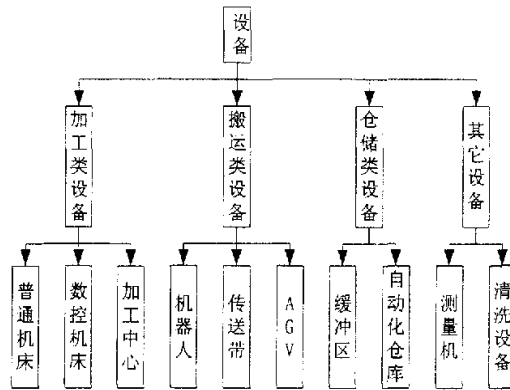 设备
加工类设备
搬运类设备
仓储类设备
其它设备
普通机床
数控机床
加工中心
机器人
传送带
AGV
缓冲区
自动化仓库
测量机
清洗设备